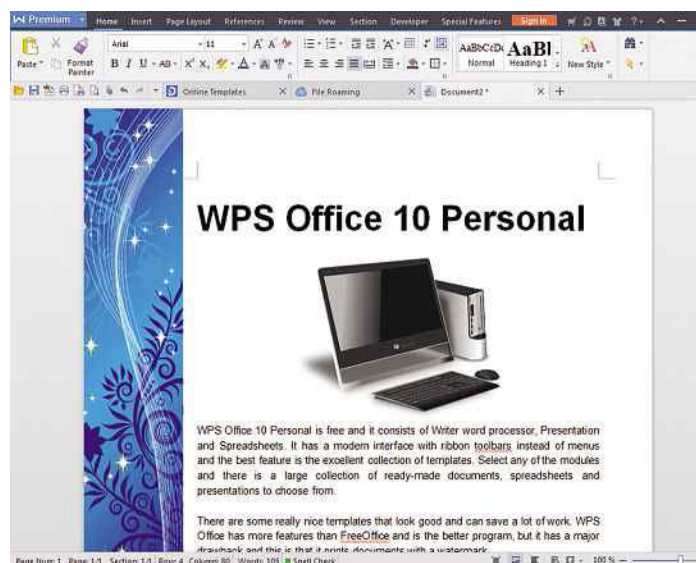 Premium Home Insert Page Layout References Review View Section Developer Special Features Sign in
Arial 11 AaBbCcDc AaBl
Paste Format Painter B I U AB Normal Heading 1 New Style
Online Templates File Roaming Document2 *
WPS Office 10 Personal
WPS Office 10 Personal is free and it consists of Writer word processor, Presentation
and Spreadsheets. It has a modern interface with ribbon toolbars instead of menus
and the best feature is the excellent collection of templates. Select any of the modules
and there is a large collection of ready-made documents, spreadsheets and
presentations to choose from.
There are some really nice templates that look good and can save a lot of work. WPS
Office has more features than FreeOffice and is the better program, but it has a major
drawback and this is that it prints documents with a watermark.
Page Num: 1 Page: 1/1 Section: 1/1 Row: 4 Column: 80 Words: 105 Spell Check 100 %